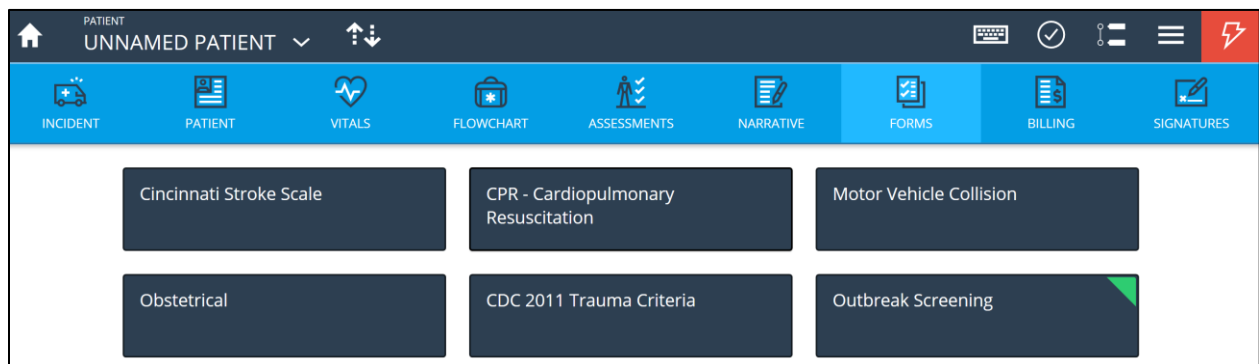 PATIENT
UNNAMED PATIENT
INCIDENT
PATIENT
VITALS
FLOWCHART
ASSESSMENTS
NARRATIVE
FORMS
BILLING
SIGNATURES
Cincinnati Stroke Scale
CPR - Cardiopulmonary
Resuscitation
Motor Vehicle Collision
Obstetrical
CDC 2011 Trauma Criteria
Outbreak Screening